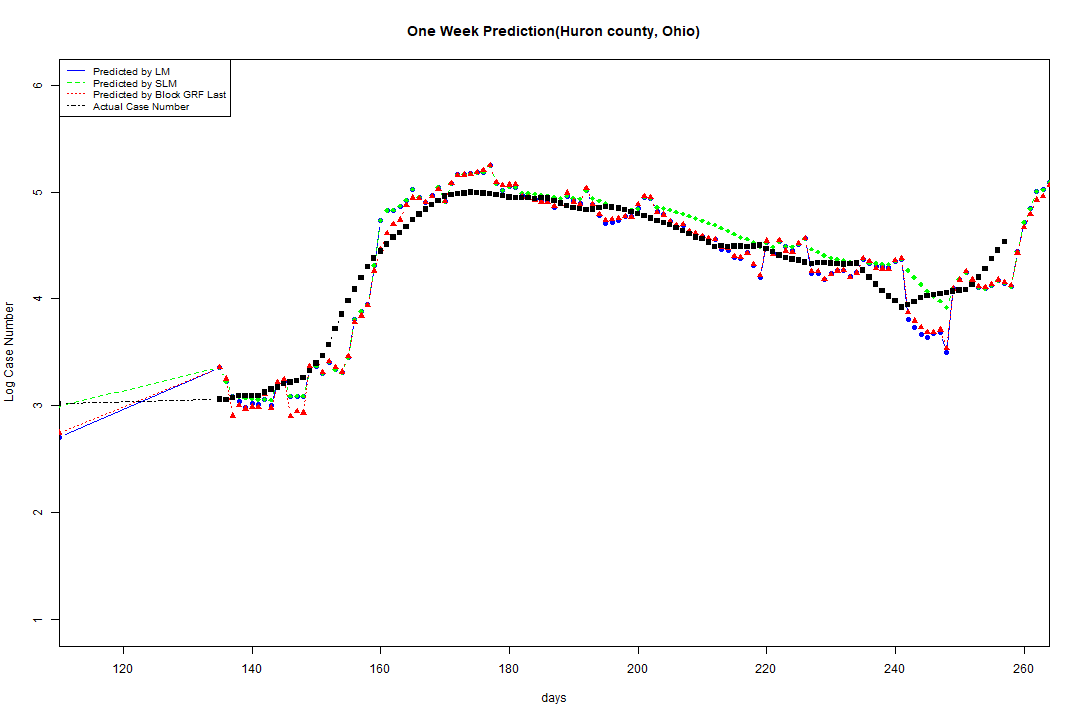 One Week Prediction(Huron county, Ohio)
Predicted by LM
Predicted by SLM
Predicted by Block GRF Last
Actual Case Number
6
5
4
3
2
1
Log Case Number
120 140 160 180 200 220 240 260
days